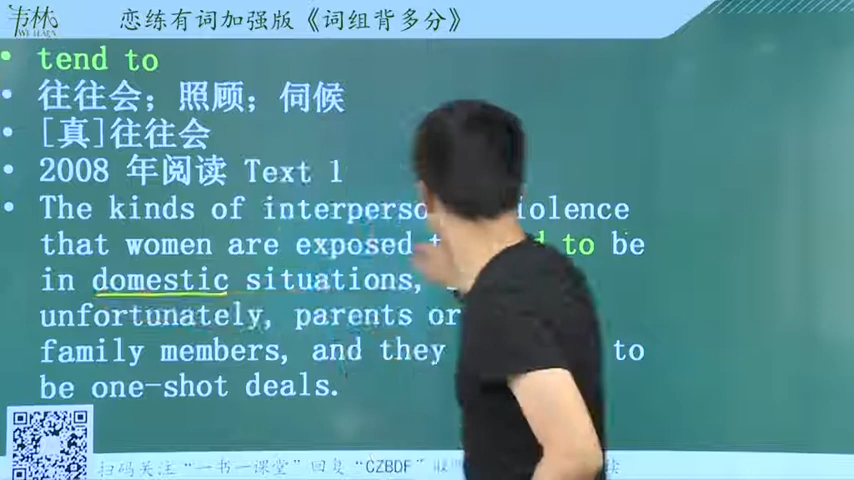 韦林 恋练有词加强版《词组背多分》
WE LEARN
tend to
往往会；照顾；伺候
[真]往往会
2008 年阅读 Text 1
The kinds of interperso iolence
that women are exposed t d to be
in domestic situations,
unfortunately, parents or
family members, and they to
be one-shot deals.
扫码关注“一书一课堂”回复“CZBDF”